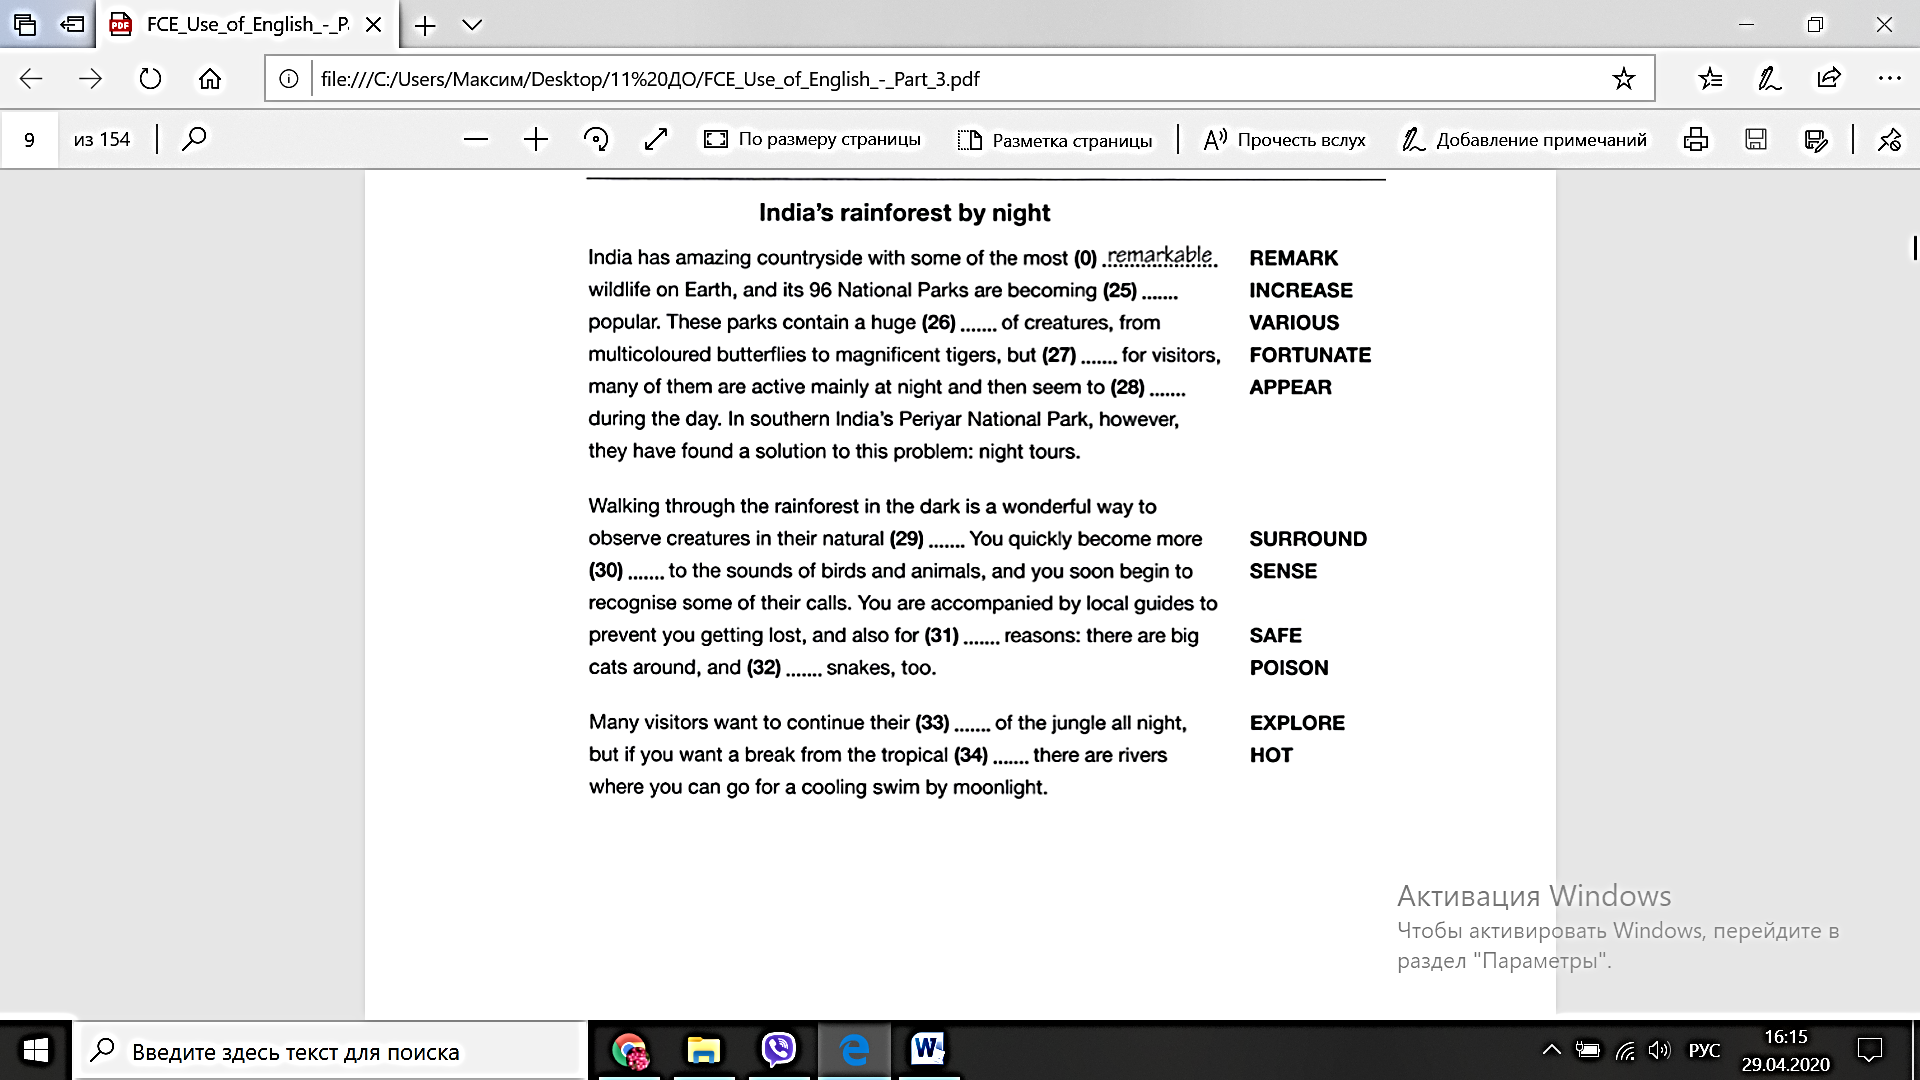 FCE_Use_of_English_-_P
file:///C:/Users/Максим/Desktop/11%20ДО/FCE_Use_of_English_-_Part_3.pdf
9 из 154 По размеру страницы Разметка страницы Прочесть вслух Добавление примечаний
India's rainforest by night
India has amazing countryside with some of the most (0) remarkable REMARK
wildlife on Earth, and its 96 National Parks are becoming (25) ....... INCREASE
popular. These parks contain a huge (26) ....... of creatures, from VARIOUS
multicoloured butterflies to magnificent tigers, but (27) ....... for visitors, FORTUNATE
many of them are active mainly at night and then seem to (28) ....... APPEAR
during the day. In southern India's Periyar National Park, however,
they have found a solution to this problem: night tours.
Walking through the rainforest in the dark is a wonderful way to
observe creatures in their natural (29) ....... You quickly become more SURROUND
(30) ....... to the sounds of birds and animals, and you soon begin to SENSE
recognise some of their calls. You are accompanied by local guides to
prevent you getting lost, and also for (31) ....... reasons: there are big SAFE
cats around, and (32) ....... snakes, too. POISON
Many visitors want to continue their (33) ....... of the jungle all night, EXPLORE
but if you want a break from the tropical (34) ....... there are rivers HOT
where you can go for a cooling swim by moonlight.
Активация Windows
Чтобы активировать Windows, перейдите в
раздел "Параметры".
Введите здесь текст для поиска
РУС
16:15
29.04.2020